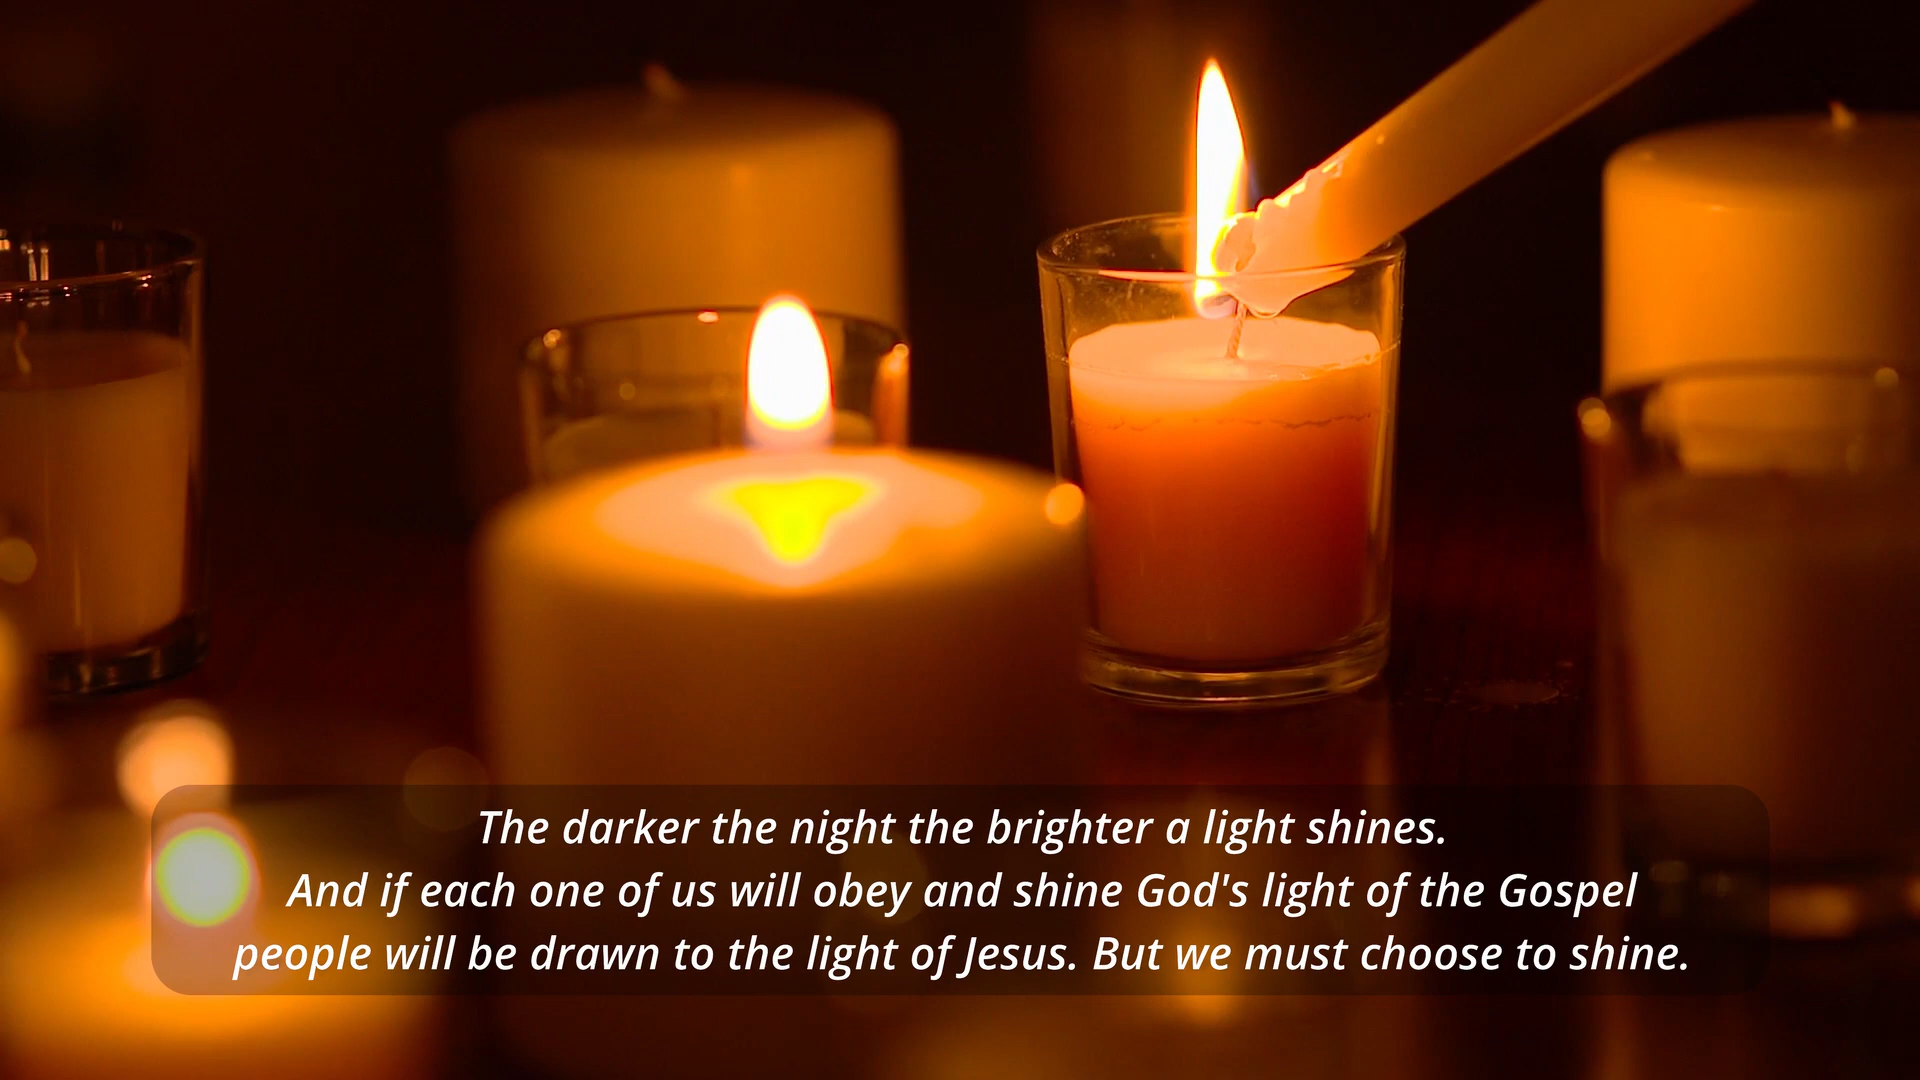 The darker the night the brighter a light shines.
And if each one of us will obey and shine God's light of the Gospel
people will be drawn to the light of Jesus. But we must choose to shine.